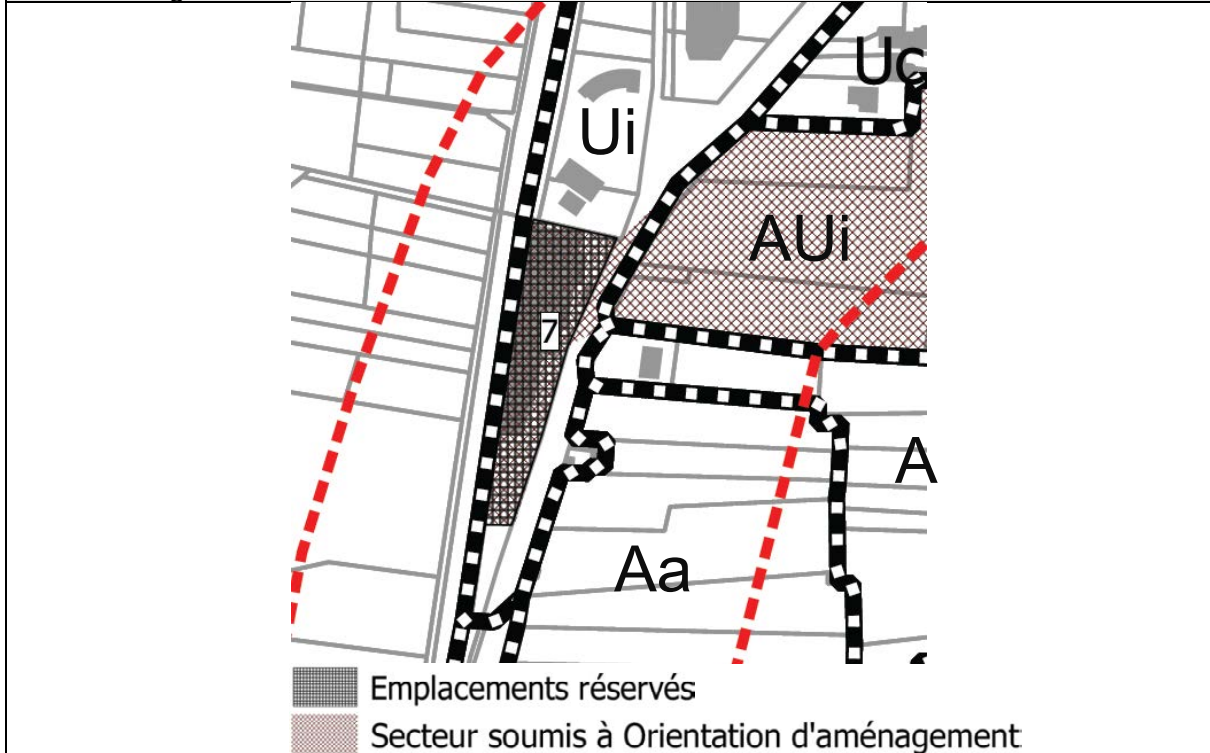 Uc
Ui
AUi
7
A
Aa
Emplacements réservés
Secteur soumis à Orientation d'aménagement